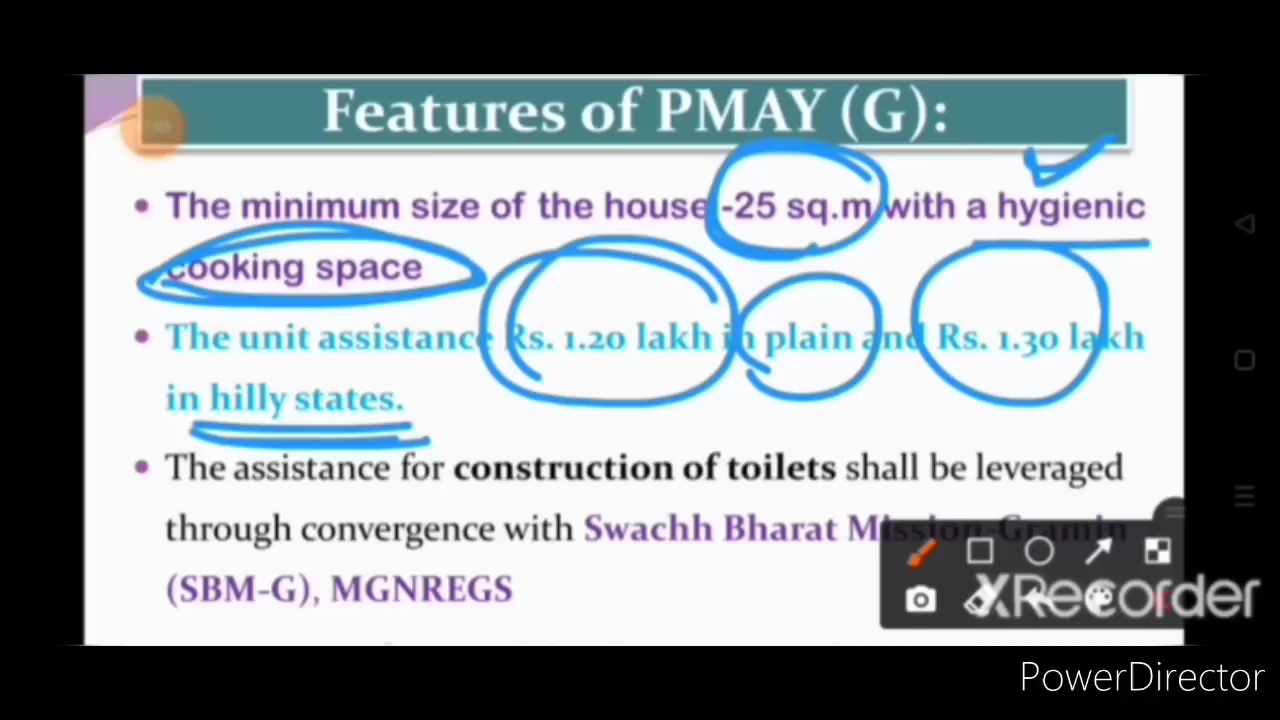 Features of PMAY (G):
• The minimum size of the house -25 sq.m with a hygienic
cooking space
• The unit assistance Rs. 1.20 lakh in plain and Rs. 1.30 lakh
in hilly states.
• The assistance for construction of toilets shall be leveraged
through convergence with Swachh Bharat Mission-Gramin
(SBM-G), MGNREGS
XRecorder
PowerDirector